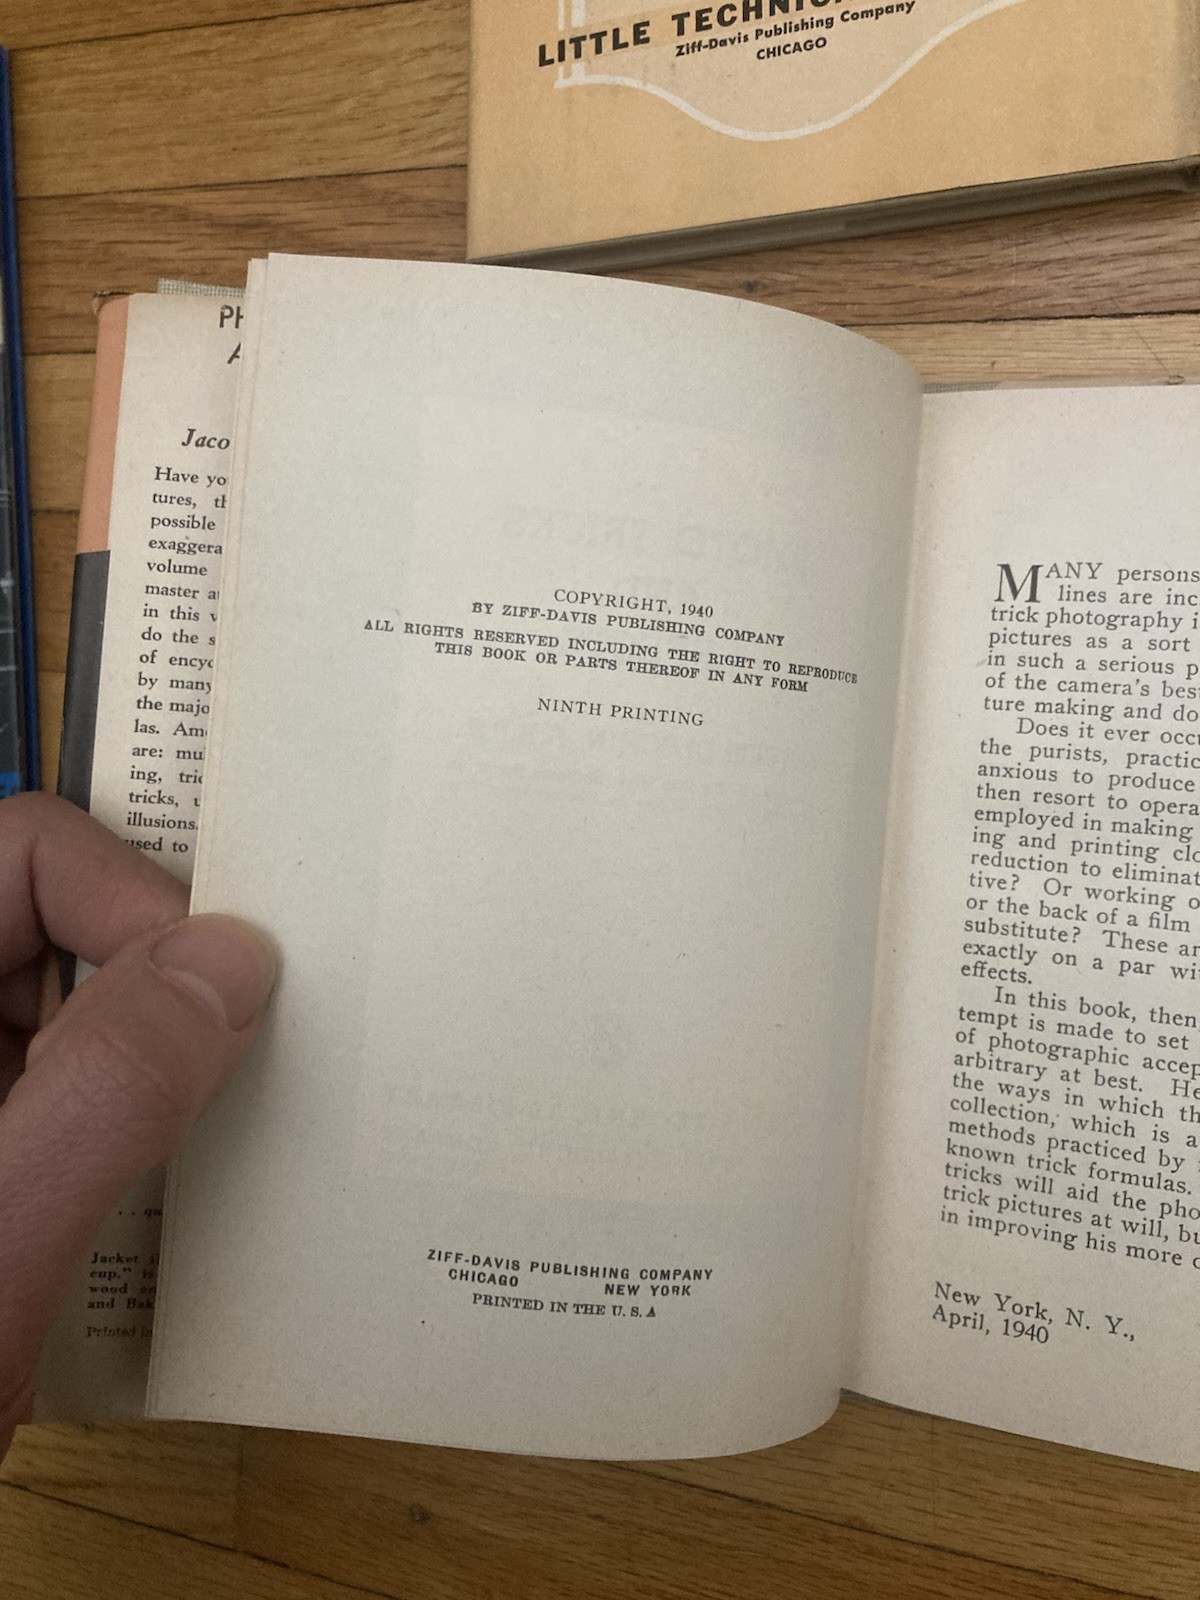 LITTLE
Ziff-Davis Publishing Company
CHICAGO
Jaco
Have yo
tures,
possible
exaggera
volume
master
in this
do the s
of
by many
the majo
las.
are: mu
ing,
tricks,
illusions.
used to
Jacket
cup."
wood
and
Printed
COPYRIGHT, 1940
BY ZIFF-DAVIS PUBLISHING COMPANY
ALL RIGHTS RESERVED INCLUDING THE RIGHT TO REPRODUCE
THIS BOOK OR PARTS THEREOF IN ANY FORM
NINTH PRINTING
ZIFF-DAVIS PUBLISHING COMPANY
CHICAGO NEW YORK
PRINTED IN THE U. S. A
MANY persons
lines are inc
trick photography i
pictures as a sort
in such a serious p
of the camera's bes
ture making and do
Does it ever occ
the purists, practic
anxious to produce
then resort to opera
employed in making
ing and printing clo
reduction to eliminat
tive? Or working o
or the back of a film
substitute? These ar
exactly on a par wi
effects.
In this book, then,
tempt is made to set
of photographic accep
arbitrary at best. He
the ways in which th
collection, which is a
methods practiced by
known trick formulas.
tricks will aid the pho
trick pictures at will, bu
in improving his more
New York, N. Y.,
April, 1940